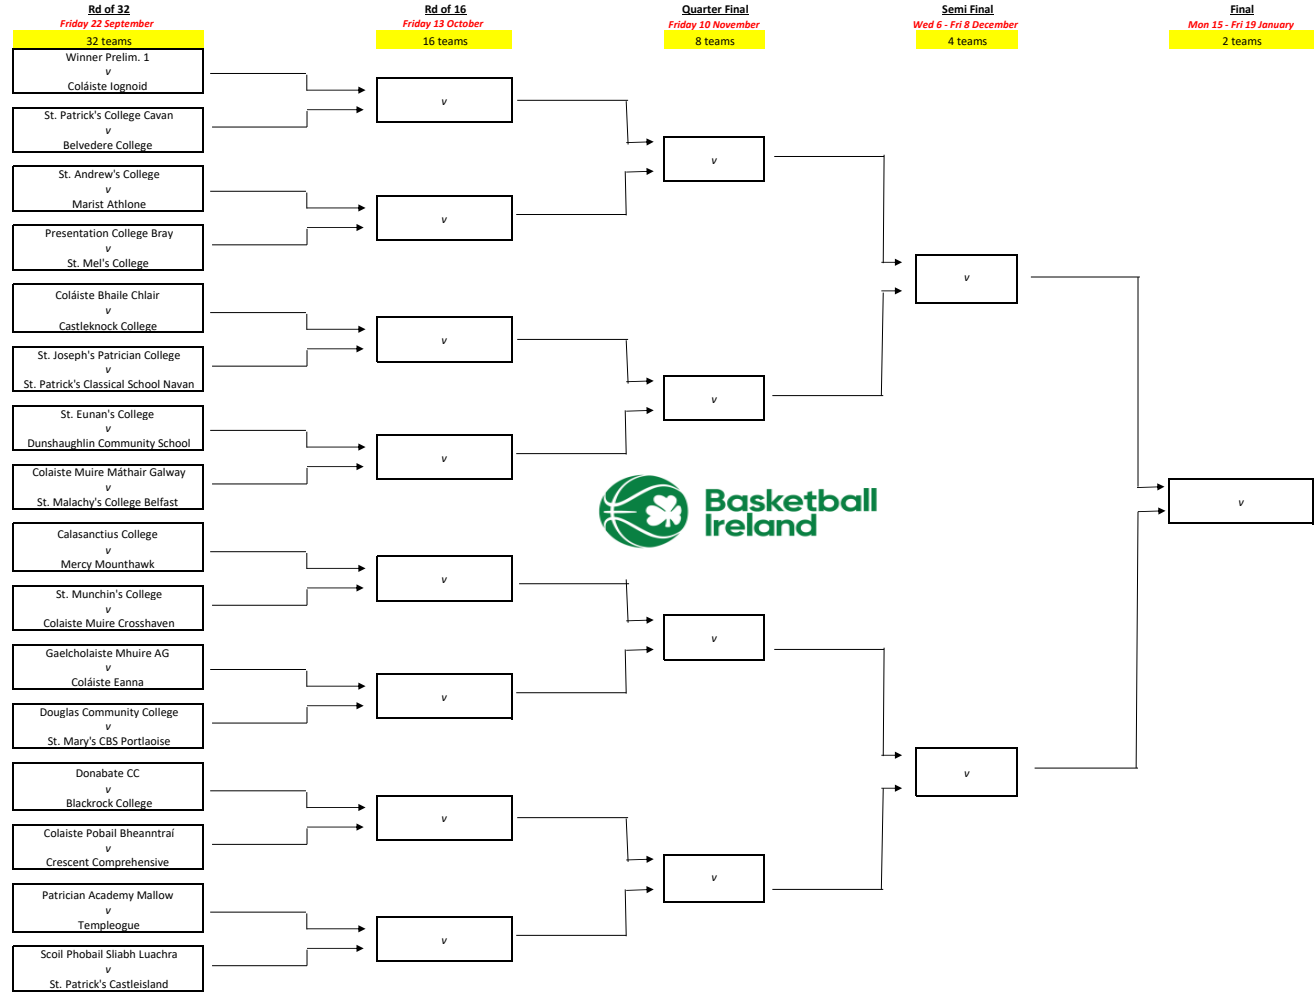 Rd of 32
Friday 22 September
32 teams
Winner Prelim. 1
v
Coláiste Iognoid
St. Patrick's College Cavan
v
Belvedere College
St. Andrew's College
v
Marist Athlone
Presentation College Bray
v
St. Mel's College
Coláiste Bhaile Chlair
v
Castleknock College
St. Joseph's Patrician College
v
St. Patrick's Classical School Navan
St. Eunan's College
v
Dunshaughlin Community School
Colaiste Muire Máthair Galway
v
St. Malachy's College Belfast
Calasanctius College
v
Mercy Mounthawk
St. Munchin's College
v
Colaiste Muire Crosshaven
Gaelcholaiste Mhuire AG
v
Coláiste Eanna
Douglas Community College
v
St. Mary's CBS Portlaoise
Donabate CC
v
Blackrock College
Colaiste Pobail Bheanntraí
v
Crescent Comprehensive
Patrician Academy Mallow
v
Templeogue
Scoil Phobail Sliabh Luachra
v
St. Patrick's Castleisland
Rd of 16
Friday 13 October
16 teams
v
v
v
v
v
v
v
v
Quarter Final
Friday 10 November
8 teams
v
v
v
v
Basketball
Ireland
Semi Final
Wed 6 - Fri 8 December
4 teams
v
v
Final
Mon 15 - Fri 19 January
2 teams
v